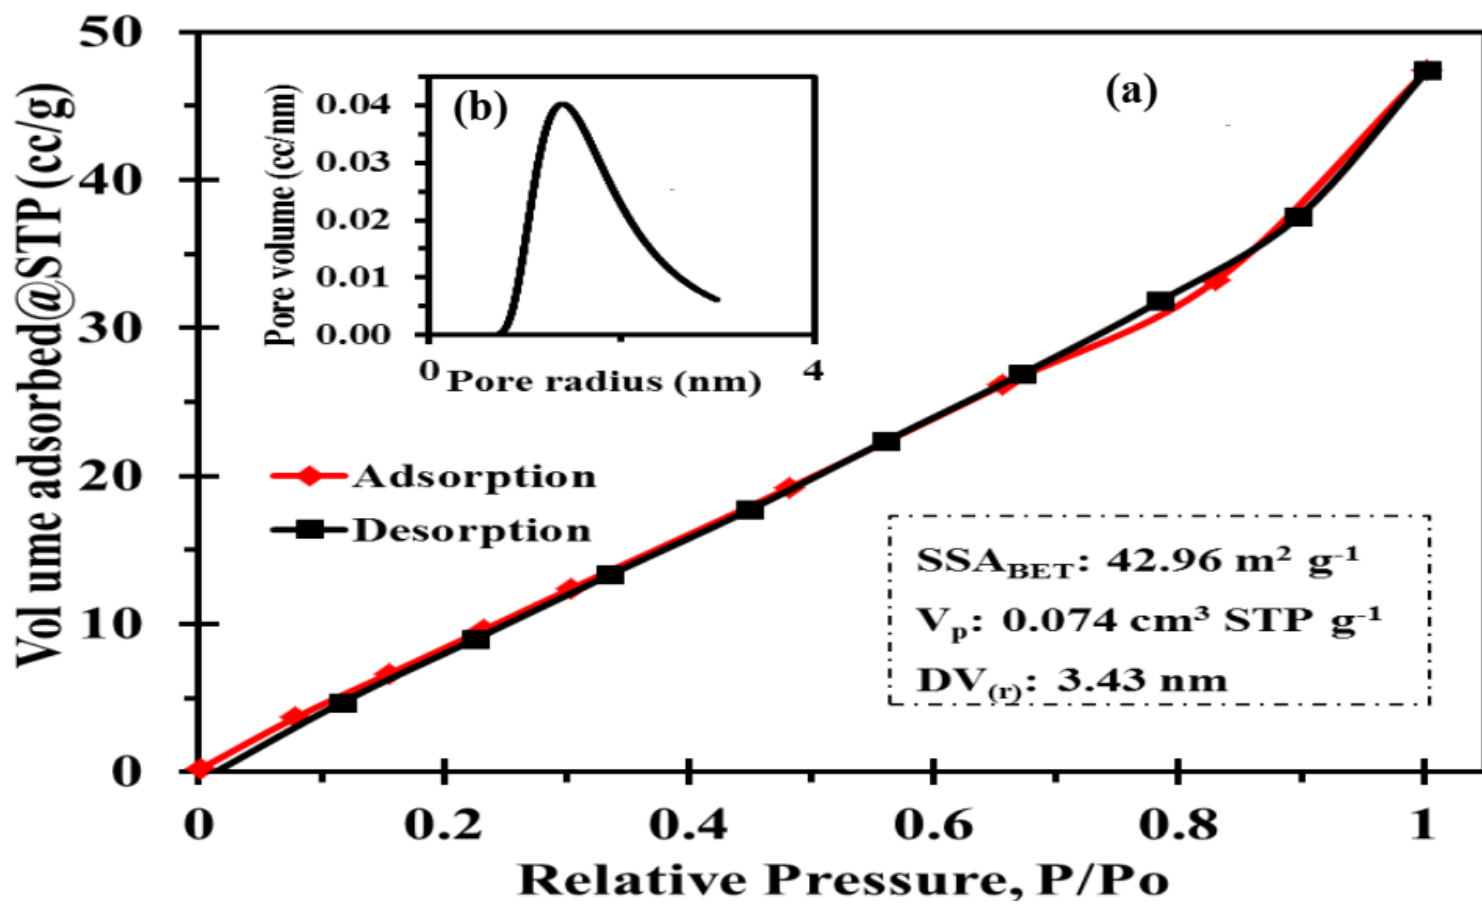 Vol ume adsorbed@STP (cc/g)
50
40
30
20
10
0
(a)
(b)
Pore volume (cc/nm)
0.04
0.03
0.02
0.01
0.00
0
4
Pore radius (nm)
Adsorption
Desorption
SSA_BET: 42.96 m² g⁻¹
V_p: 0.074 cm³ STP g⁻¹
DV_(r): 3.43 nm
0
0.2
0.4
0.6
0.8
1
Relative Pressure, P/Po